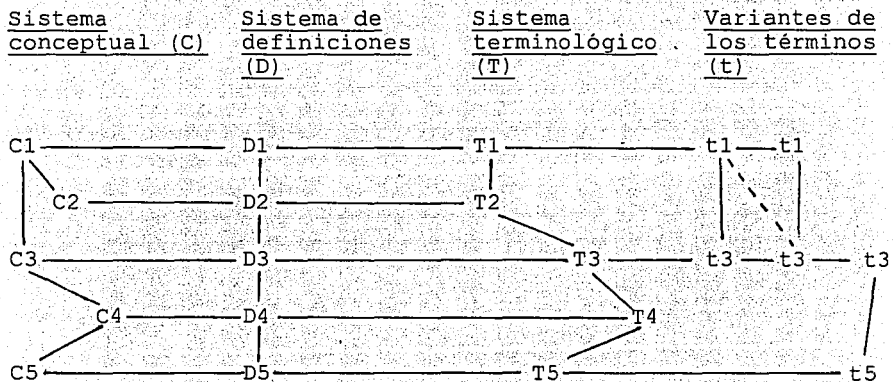 Sistema conceptual (C)
Sistema de definiciones (D)
Sistema terminológico (T)
Variantes de los términos (t)
C1 D1 T1 t1 t1
C2 D2 T2
C3 D3 T3 t3 t3 t3
C4 D4 T4
C5 D5 T5 t5